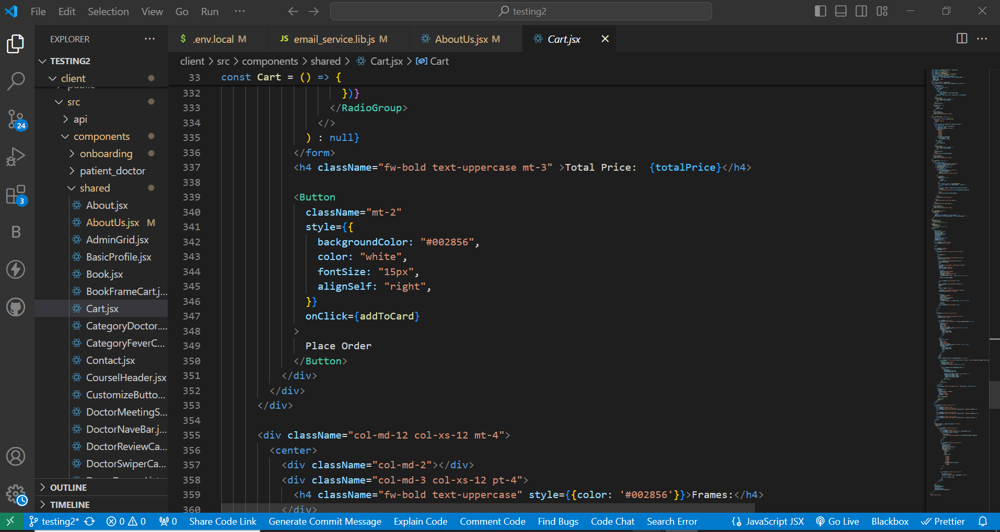 File Edit Selection View Go Run ··· testing2
EXPLORER ···
TESTING2
client
public
src
api
components
onboarding
patient_doctor
shared
About.jsx
AboutUs.jsx M
AdminGrid.jsx
BasicProfile.jsx
Book.jsx
BookFrameCart.j...
Cart.jsx
CategoryDoctor....
CategoryFeverC...
Contact.jsx
CourselHeader.jsx
CustomizeButto...
DoctorMeetingS...
DoctorNaveBar.j...
DoctorReviewCa...
DoctorSwiperCa...
OUTLINE
TIMELINE
24
3
B
$ .env.local M JS email_service.lib.js M AboutUs.jsx M Cart.jsx
client > src > components > shared > Cart.jsx > Cart
33 const Cart = () => {
332 })}
333 </RadioGroup>
334 </>
335 ) : null}
336 </form>
337 <h4 className="fw-bold text-uppercase mt-3" >Total Price:  {totalPrice}</h4>
338
339 <Button
340 className="mt-2"
341 style={{
342 backgroundColor: "#002856",
343 color: "white",
344 fontSize: "15px",
345 alignSelf: "right",
346 }}
347 onClick={addToCard}
348 >
349 Place Order
350 </Button>
351 </div>
352 </div>
353 </div>
354
355 <div className="col-md-12 col-xs-12 mt-4">
356 <center>
357 <div className="col-md-2"></div>
358 <div className="col-md-3 col-xs-12 pt-4">
359 <h4 className="fw-bold text-uppercase" style={{color: '#002856'}}>Frames:</h4>
360 </div>
testing2* 0 0 0 Share Code Link Generate Commit Message Explain Code Comment Code Find Bugs Code Chat Search Error JavaScript JSX Go Live Blackbox Prettier